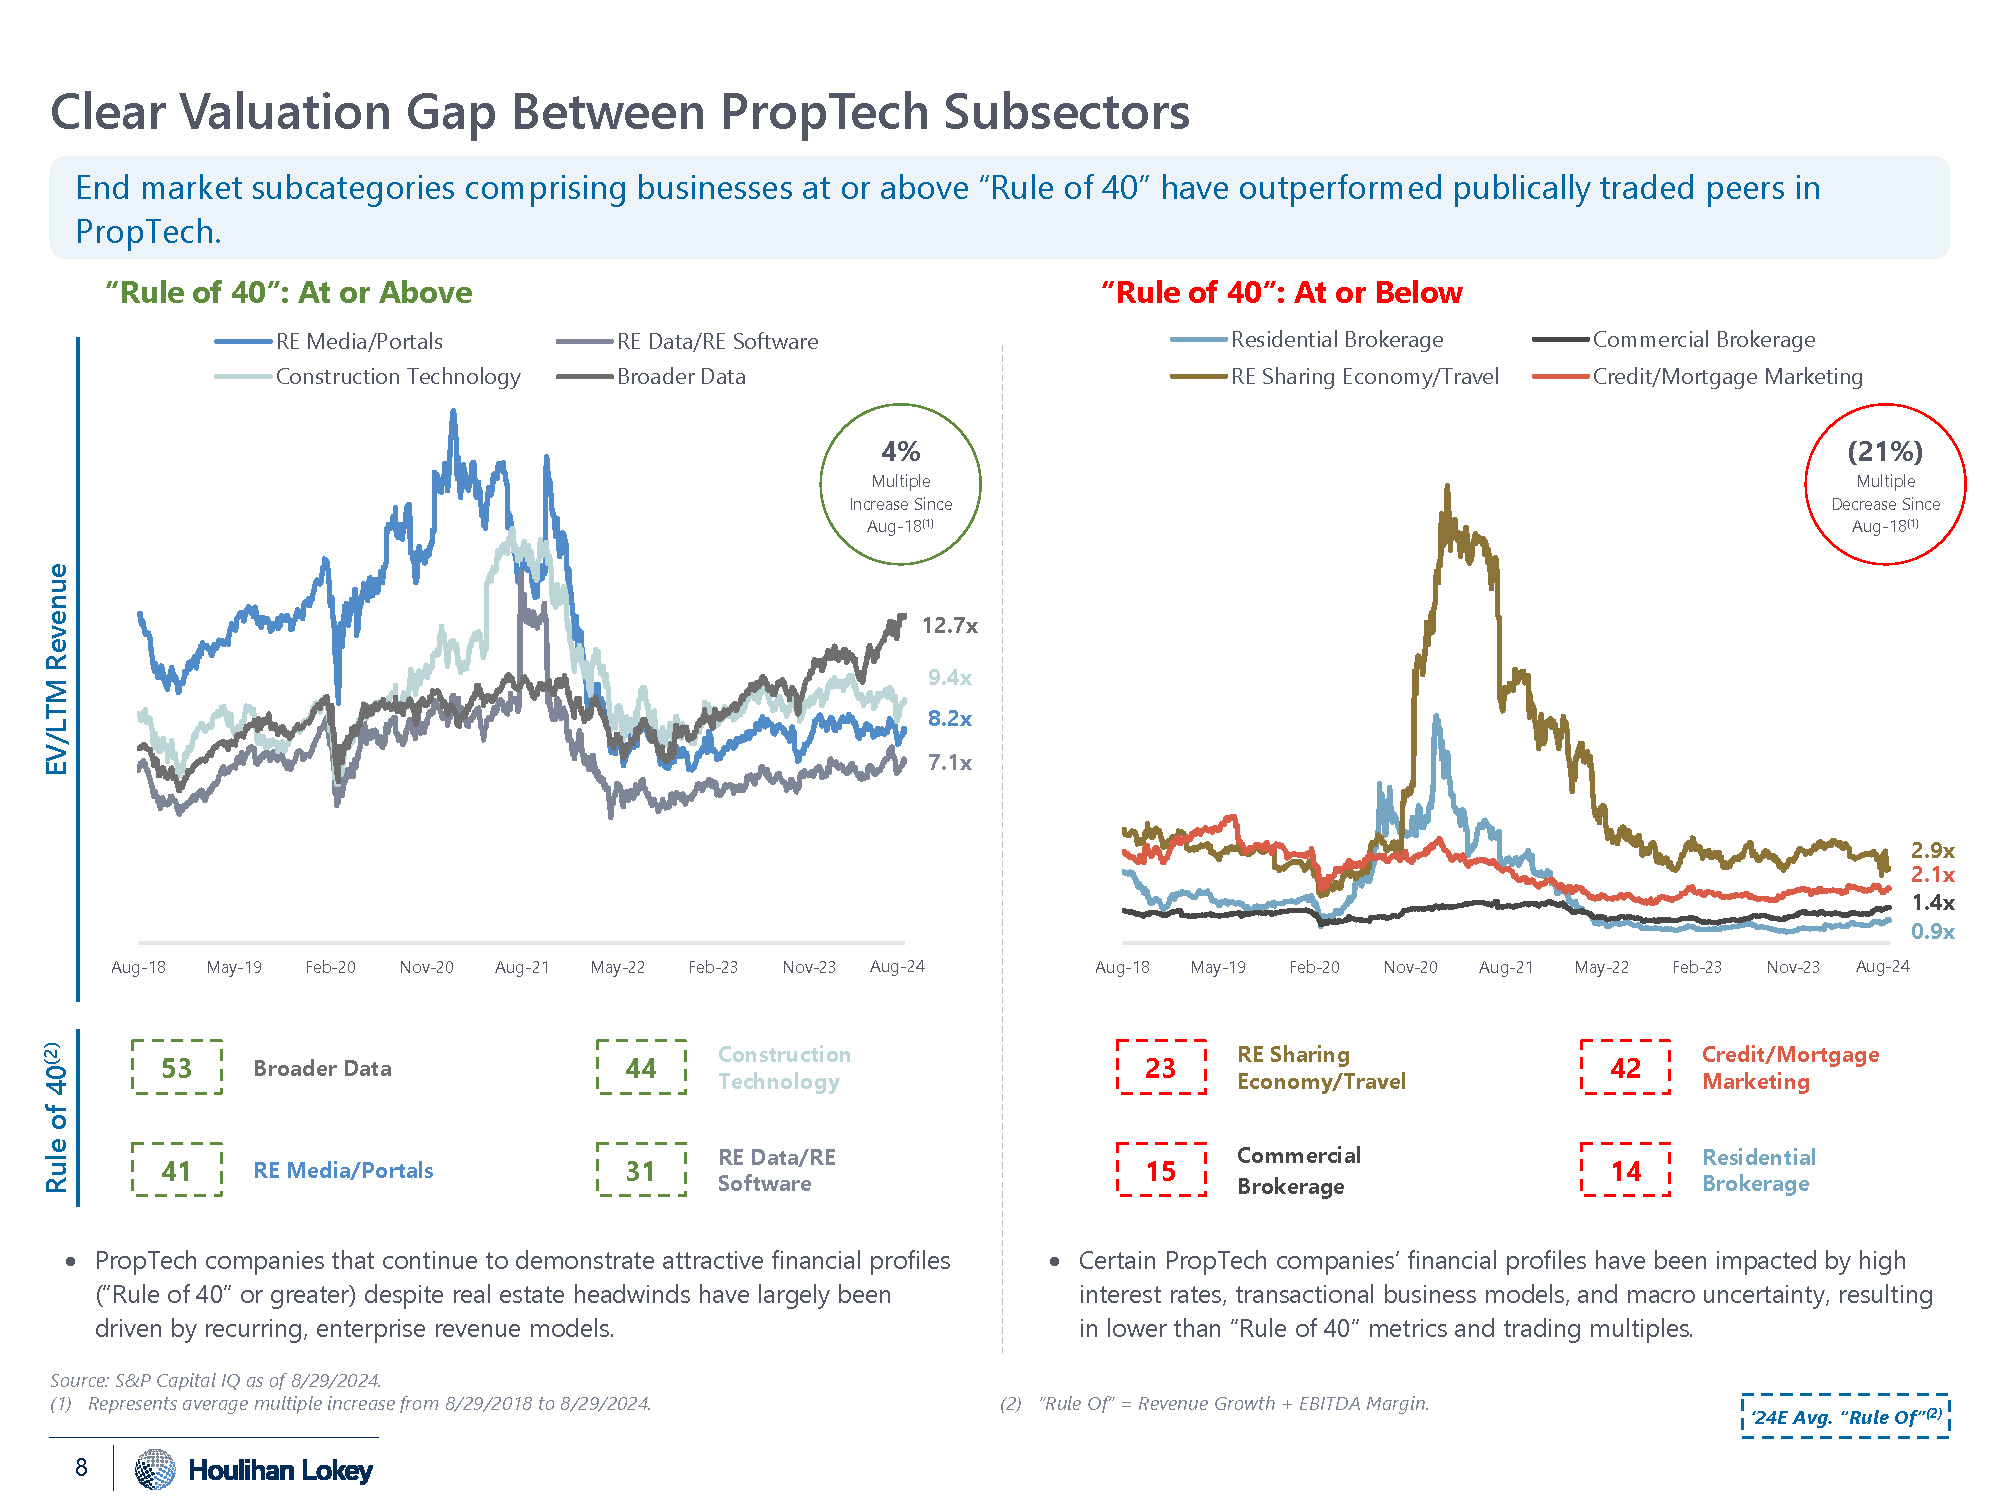 Clear Valuation Gap Between PropTech Subsectors
End market subcategories comprising businesses at or above “Rule of 40” have outperformed publically traded peers in
PropTech.
“Rule of 40”: At or Above
RE Media/Portals
RE Data/RE Software
Construction Technology
Broader Data
4%
Multiple
Increase Since
Aug-18(1)
EV/LTM Revenue
12.7x
9.4x
8.2x
7.1x
Aug-18 May-19 Feb-20 Nov-20 Aug-21 May-22 Feb-23 Nov-23 Aug-24
“Rule of 40”: At or Below
Residential Brokerage
Commercial Brokerage
RE Sharing Economy/Travel
Credit/Mortgage Marketing
(21%)
Multiple
Decrease Since
Aug-18(1)
2.9x
2.1x
1.4x
0.9x
Aug-18 May-19 Feb-20 Nov-20 Aug-21 May-22 Feb-23 Nov-23 Aug-24
Rule of 40(2)
53
Broader Data
44
Construction
Technology
41
RE Media/Portals
31
RE Data/RE
Software
23
RE Sharing
Economy/Travel
42
Credit/Mortgage
Marketing
15
Commercial
Brokerage
14
Residential
Brokerage
• PropTech companies that continue to demonstrate attractive financial profiles
(“Rule of 40” or greater) despite real estate headwinds have largely been
driven by recurring, enterprise revenue models.
• Certain PropTech companies’ financial profiles have been impacted by high
interest rates, transactional business models, and macro uncertainty, resulting
in lower than “Rule of 40” metrics and trading multiples.
Source: S&P Capital IQ as of 8/29/2024.
(1) Represents average multiple increase from 8/29/2018 to 8/29/2024.
(2) “Rule Of” = Revenue Growth + EBITDA Margin.
‘24E Avg. “Rule Of”(2)
8
Houlihan Lokey